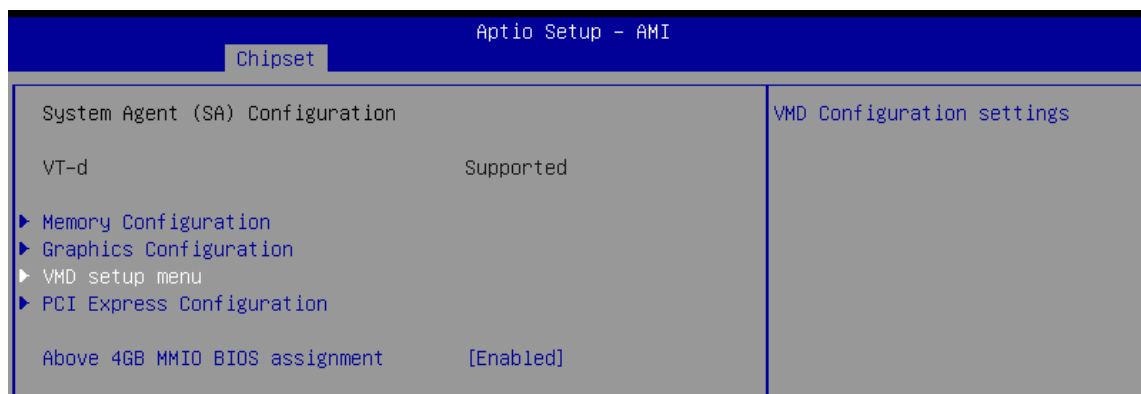 Aptio Setup – AMI
Chipset
System Agent (SA) Configuration
VMD Configuration settings
VT-d Supported
Memory Configuration
Graphics Configuration
VMD setup menu
PCI Express Configuration
Above 4GB MMIO BIOS assignment [Enabled]